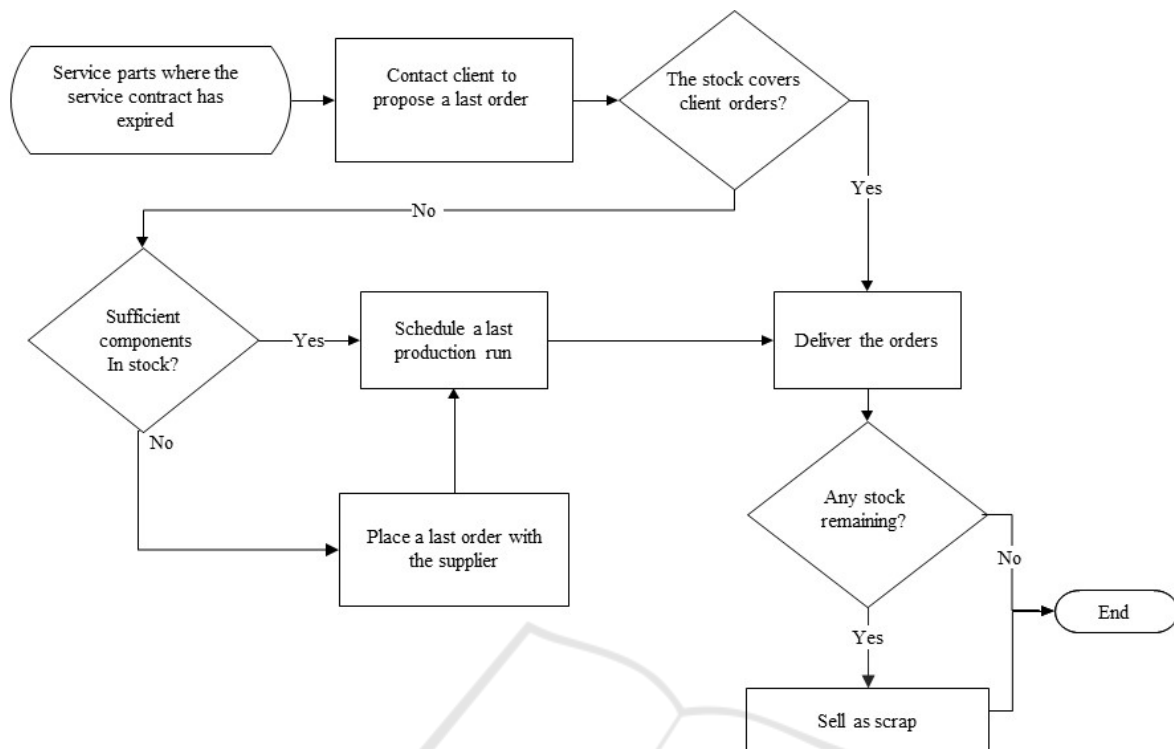 Service parts where the
service contract has
expired
Contact client to
propose a last order
The stock covers
client orders?
Yes
No
Sufficient
components
In stock?
Yes
Schedule a last
production run
Deliver the orders
No
Place a last order with
the supplier
Any stock
remaining?
No
End
Yes
Sell as scrap